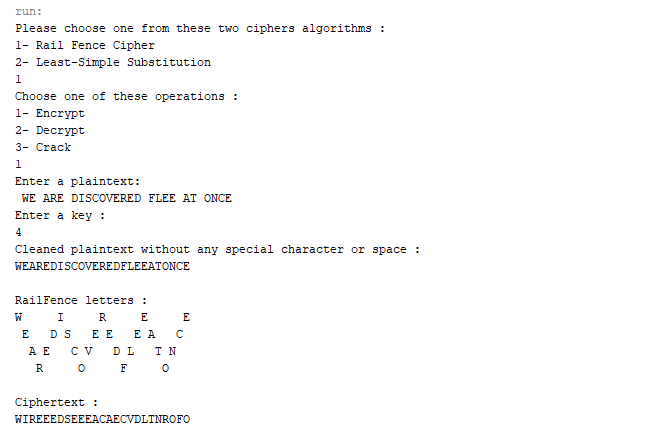 run:
Please choose one from these two ciphers algorithms :
1- Rail Fence Cipher
2- Least-Simple Substitution
1
Choose one of these operations :
1- Encrypt
2- Decrypt
3- Crack
1
Enter a plaintext:
 WE ARE DISCOVERED FLEE AT ONCE
Enter a key :
4
Cleaned plaintext without any special character or space :
WEAREDISCOVEREDFLEEATONCE

RailFence letters :
W     I     R     E     E
 E   D S   E E   E A   C
  A E   C V   D L   T N
   R     O     F     O

Ciphertext :
WIREEEDSEEEACAECVDLTNROFO